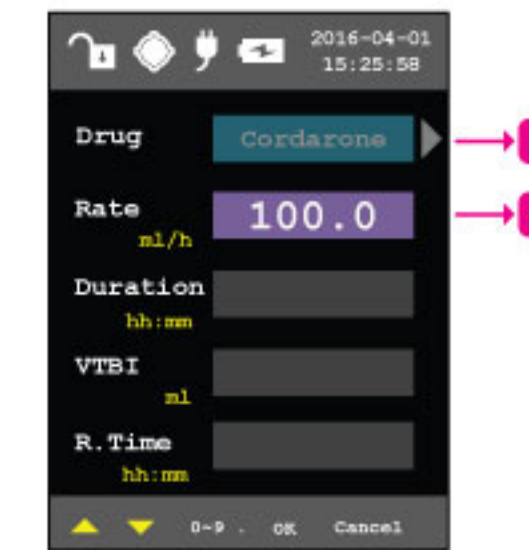 2016-04-01
15:25:58
Drug Cordarone
Rate 100.0
ml/h
Duration
hh:mm
VTBI
ml
R.Time
hh:mm
0~9 . OK Cancel